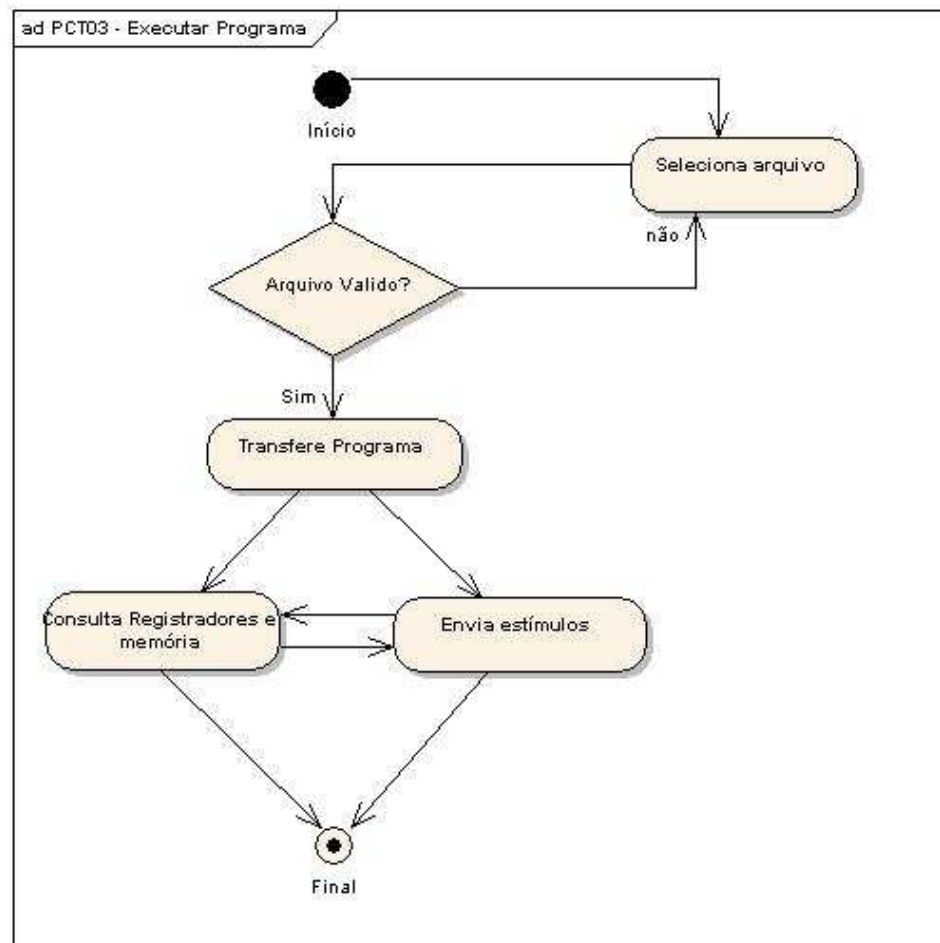 ad PCT03 - Executar Programa
Início
Seleciona arquivo
não
Arquivo Valido?
Sim
Transfere Programa
Consulta Registradores e
memória
Envia estímulos
Final